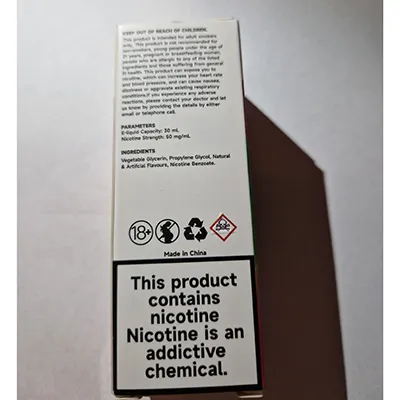 KEEP OUT OF REACH OF CHILDREN.
This product is intended for adult smokers
only. This product is not recommended for
non-smokers, young people under the age of
21 years, pregnant or breastfeeding women,
people who are allergic to any of the listed
ingredients and those suffering from general
ill health. This product can expose you to
nicotine, which can increase your heart rate
and blood pressure, and can cause nausea,
dizziness or aggravate existing respiratory
conditions.If you experience any adverse
reactions, please contact your doctor and let
us know by providing the details by either
email or telephone call.
PARAMETERS
E-liquid Capacity: 30 mL
Nicotine Strength: 50 mg/mL
INGREDIENTS
Vegetable Glycerin, Propylene Glycol, Natural
& Artificial Flavours, Nicotine Benzoate.
18+
Made in China
This product
contains
nicotine
Nicotine is an
addictive
chemical.